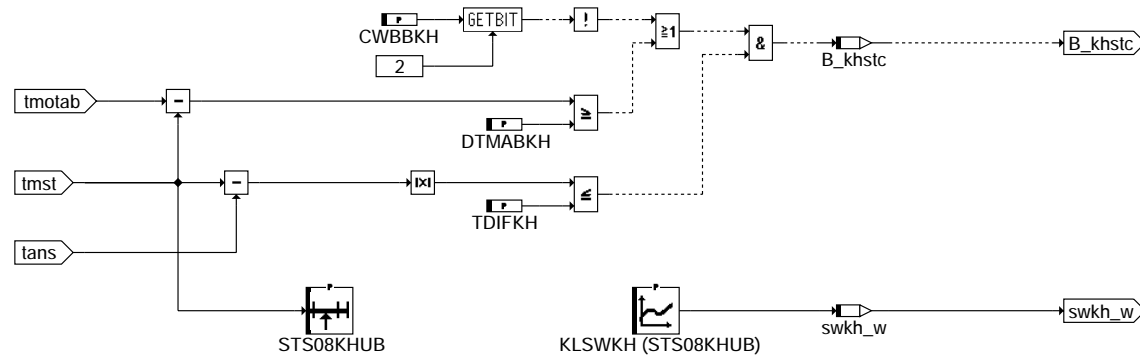 CWBBKH
P
GETBIT
!
≥1
&
B_khstc
B_khstc
2
tmotab
-
≥
P
DTMABKH
tmst
-
|x|
≤
P
TDIFKH
tans
P
STS08KHUB
P
KLSWKH (STS08KHUB)
swkh_w
swkh_w